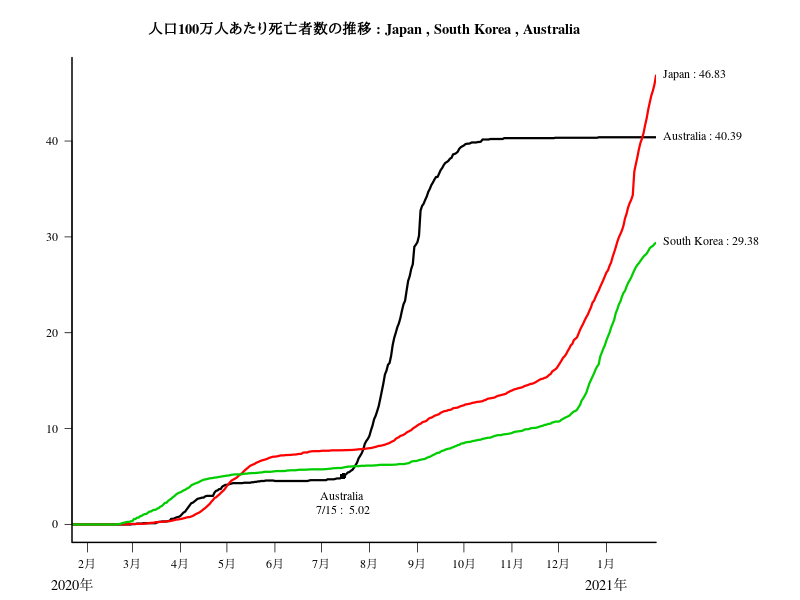 人口100万人あたり死亡者数の推移 : Japan , South Korea , Australia
Japan : 46.83
Australia : 40.39
South Korea : 29.38
40
30
20
10
0
Australia
7/15 : 5.02
2月 3月 4月 5月 6月 7月 8月 9月 10月 11月 12月 1月
2020年 2021年